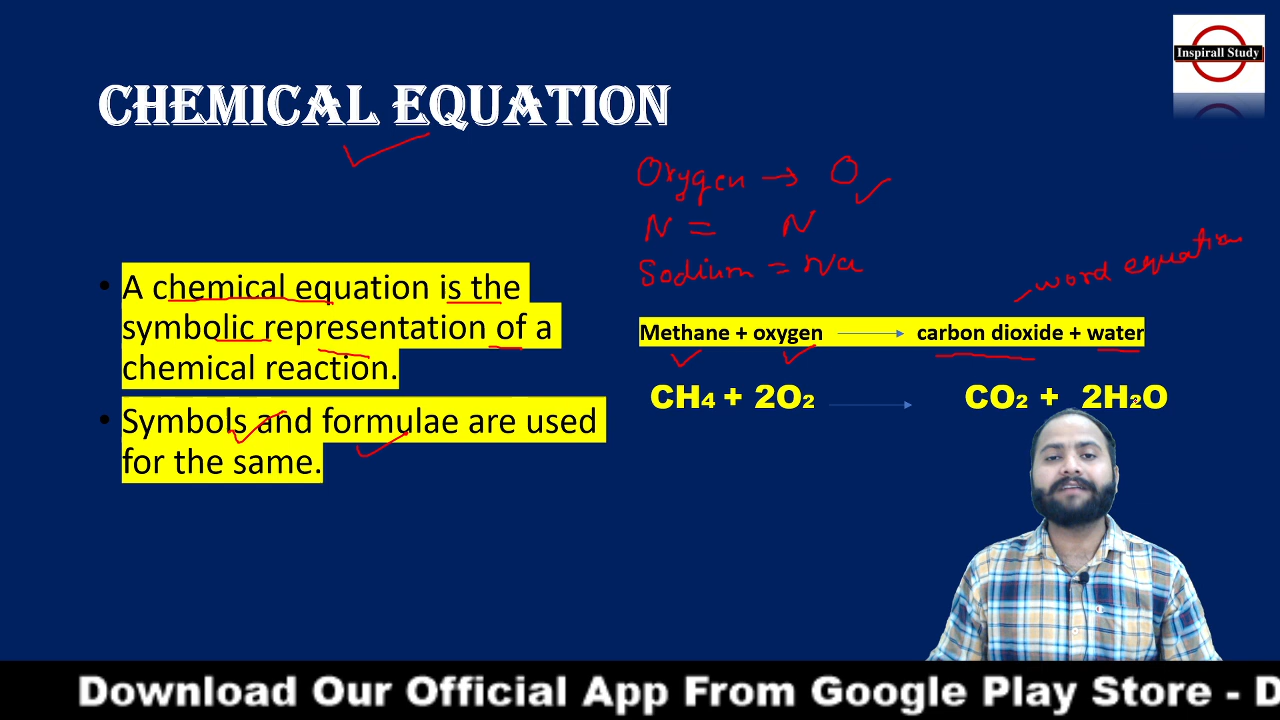 Inspirall Study
CHEMICAL EQUATION
Oxygen → O
N = N
Sodium = Na
word equation
• A chemical equation is the
symbolic representation of a
chemical reaction.
• Symbols and formulae are used
for the same.
Methane + oxygen → carbon dioxide + water
CH₄ + 2O₂ → CO₂ + 2H₂O
Download Our Official App From Google Play Store - D